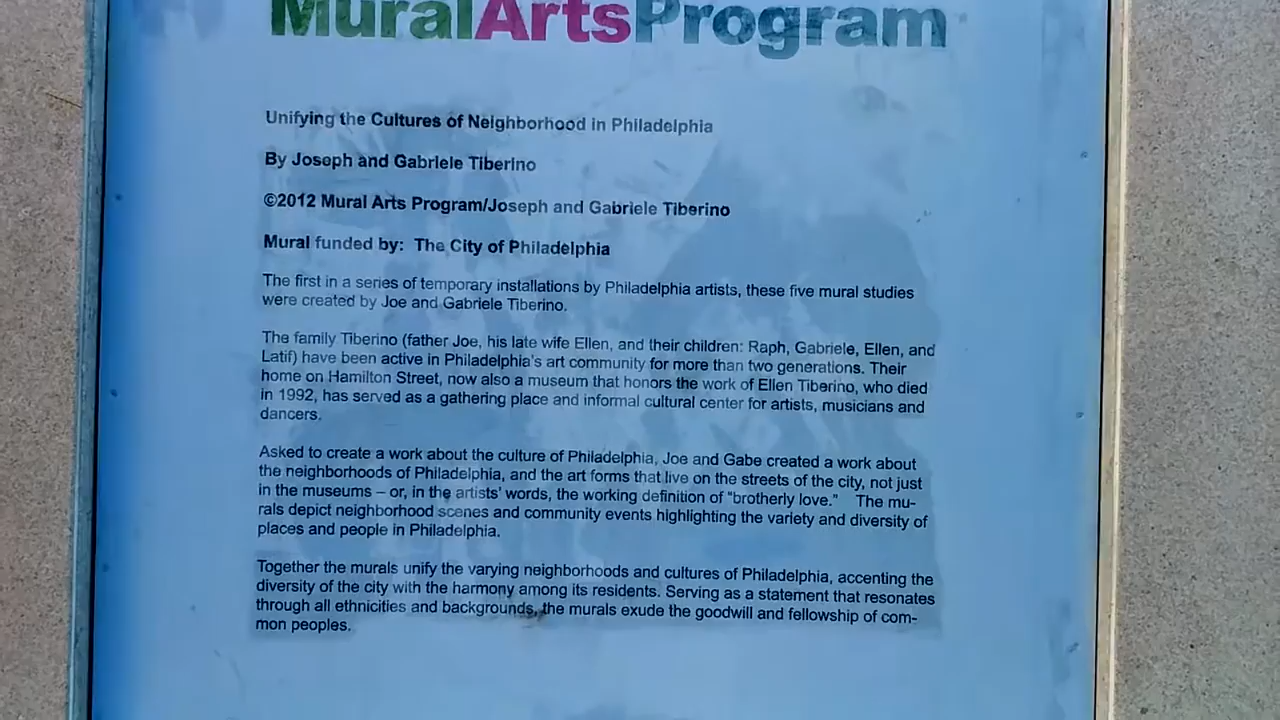 MuralArtsProgram
Unifying the Cultures of Neighborhood in Philadelphia
By Joseph and Gabriele Tiberino
©2012 Mural Arts Program/Joseph and Gabriele Tiberino
Mural funded by: The City of Philadelphia
The first in a series of temporary installations by Philadelphia artists, these five mural studies
were created by Joe and Gabriele Tiberino.
The family Tiberino (father Joe, his late wife Ellen, and their children: Raph, Gabriele, Ellen, and
Latif) have been active in Philadelphia's art community for more than two generations. Their
home on Hamilton Street, now also a museum that honors the work of Ellen Tiberino, who died
in 1992, has served as a gathering place and informal cultural center for artists, musicians and
dancers.
Asked to create a work about the culture of Philadelphia, Joe and Gabe created a work about
the neighborhoods of Philadelphia, and the art forms that live on the streets of the city, not just
in the museums – or, in the artists' words, the working definition of "brotherly love." The mu-
rals depict neighborhood scenes and community events highlighting the variety and diversity of
places and people in Philadelphia.
Together the murals unify the varying neighborhoods and cultures of Philadelphia, accenting the
diversity of the city with the harmony among its residents. Serving as a statement that resonates
through all ethnicities and backgrounds, the murals exude the goodwill and fellowship of com-
mon peoples.